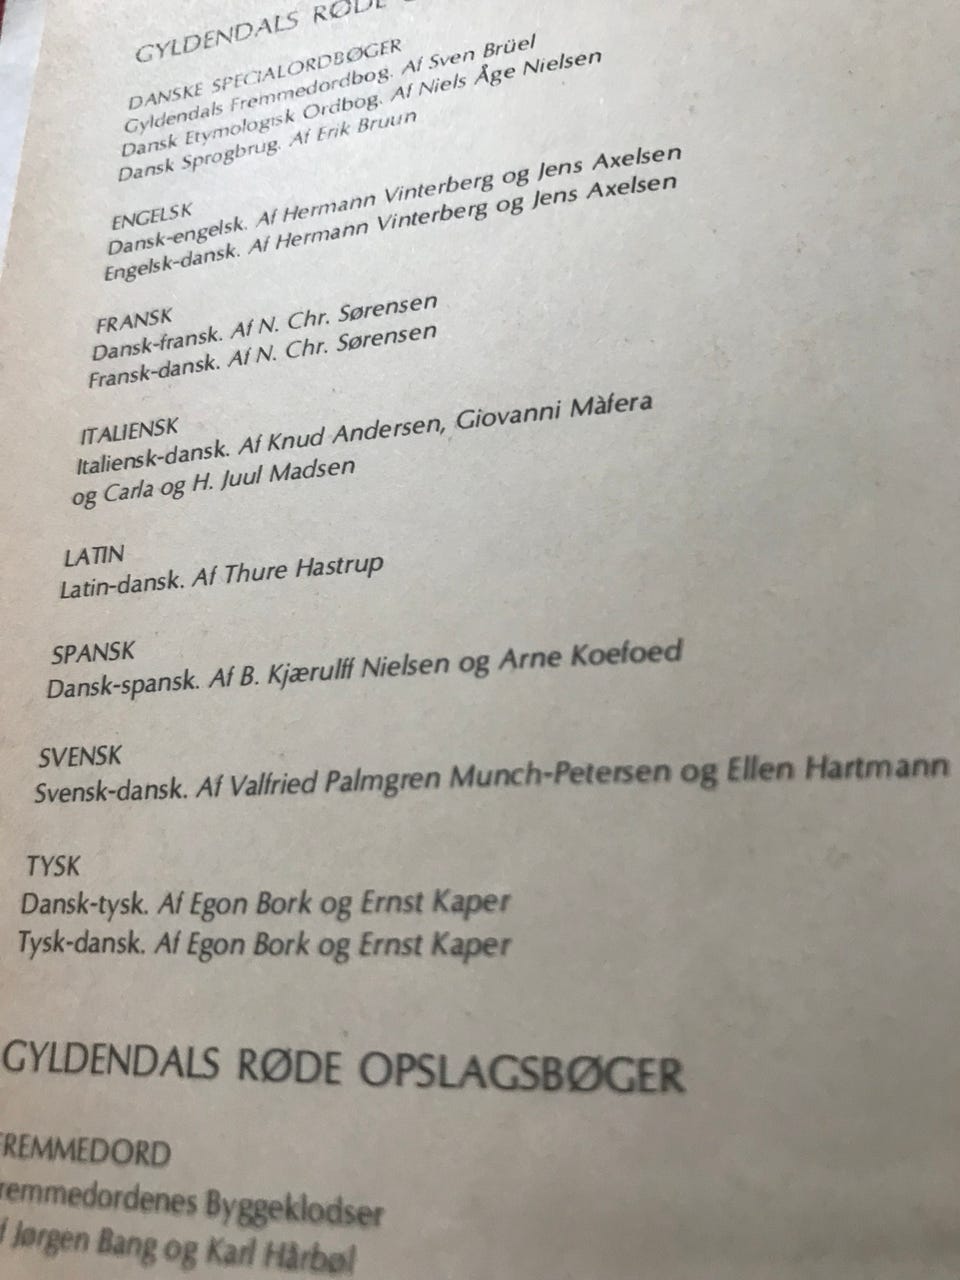 GYLDENDALS RØDE
DANSKE SPECIALORDBØGER
Gyldendals Fremmedordbog. Af Sven Brüel
Dansk Etymologisk Ordbog. Af Niels Åge Nielsen
Dansk Sprogbrug. Af Erik Bruun
ENGELSK
Dansk-engelsk. Af Hermann Vinterberg og Jens Axelsen
Engelsk-dansk. Af Hermann Vinterberg og Jens Axelsen
FRANSK
Dansk-fransk. Af N. Chr. Sørensen
Fransk-dansk. Af N. Chr. Sørensen
ITALIENSK
Italiensk-dansk. Af Knud Andersen, Giovanni Màfera
og Carla og H. Juul Madsen
LATIN
Latin-dansk. Af Thure Hastrup
SPANSK
Dansk-spansk. Af B. Kjærulff Nielsen og Arne Koefoed
SVENSK
Svensk-dansk. Af Valfried Palmgren Munch-Petersen og Ellen Hartmann
TYSK
Dansk-tysk. Af Egon Bork og Ernst Kaper
Tysk-dansk. Af Egon Bork og Ernst Kaper
GYLDENDALS RØDE OPSLAGSBØGER
REMMEDORD
remmedordenes Byggeklodser
f Jørgen Bang og Karl Hårbøl